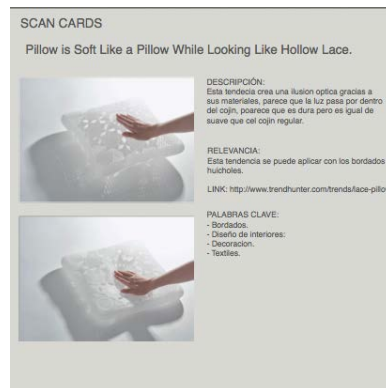 SCAN CARDS
Pillow is Soft Like a Pillow While Looking Like Hollow Lace.
DESCRIPCIÓN:
Esta tendecia crea una ilusion optica gracias a
sus materiales, parece que la luz pasa por dentro
del cojin, poarece que es dura pero es igual de
suave que cel cojin regular.
RELEVANCIA:
Esta tendencia se puede aplicar con los bordados
huicholes.
LINK: http://www.trendhunter.com/trends/lace-pillo
PALABRAS CLAVE:
- Bordados.
- Diseño de interiores:
- Decoracion.
- Textiles.